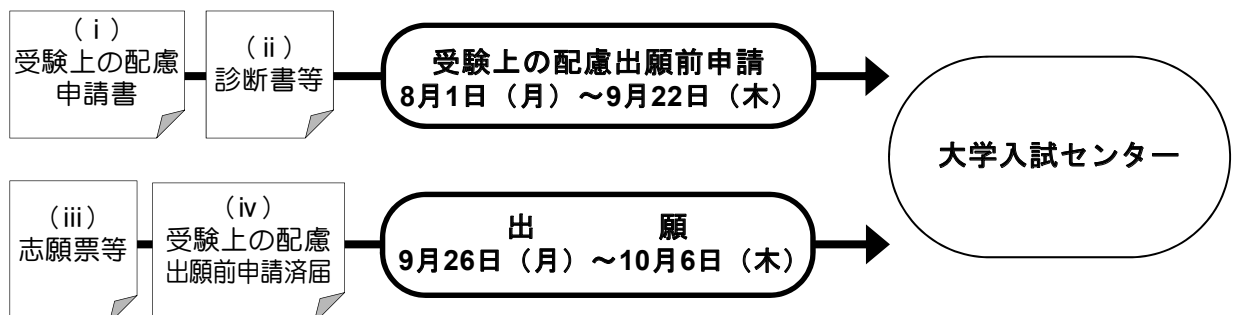 （ⅰ）
受験上の配慮
申請書
（ⅱ）
診断書等
受験上の配慮出願前申請
8月1日（月）～9月22日（木）
大学入試センター
（ⅲ）
志願票等
（ⅳ）
受験上の配慮
出願前申請済届
出　　　　願
9月26日（月）～10月6日（木）